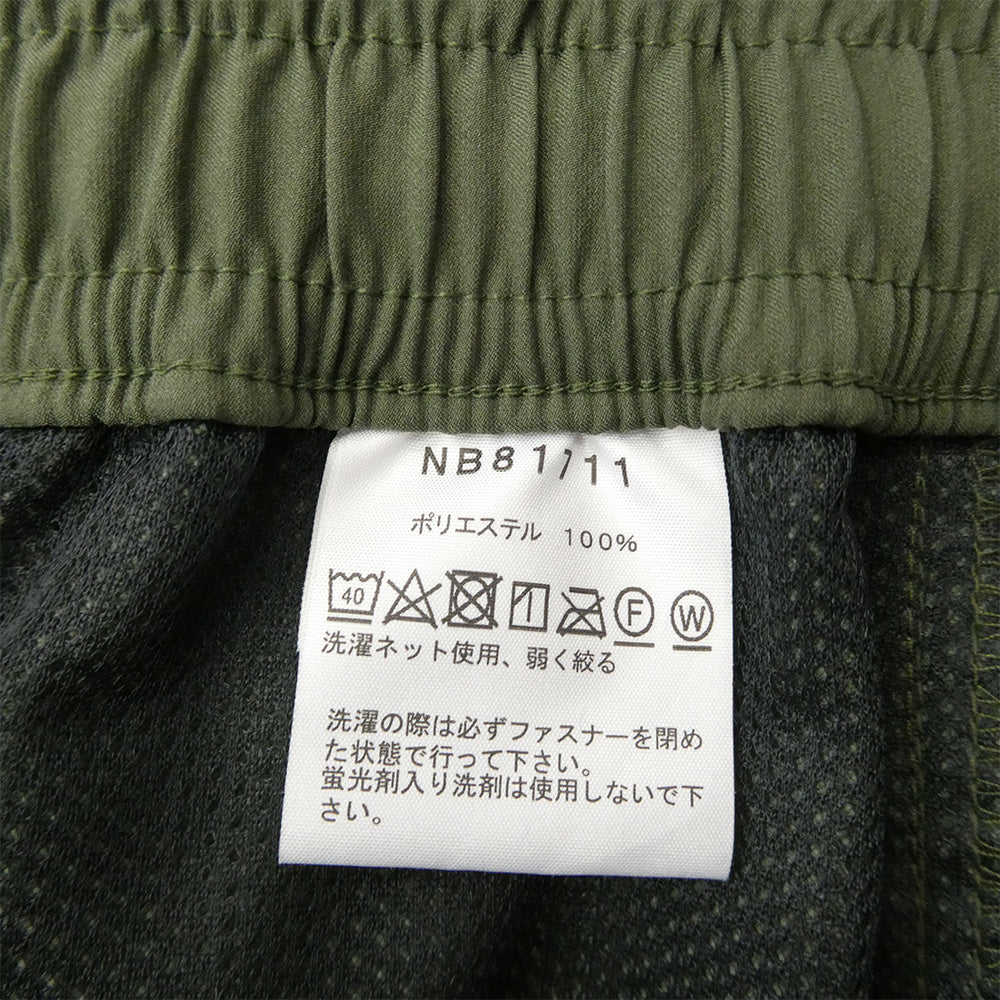 NB81711
ポリエステル 100%
40 F W
洗濯ネット使用、弱く絞る
洗濯の際は必ずファスナーを閉め
た状態で行って下さい。
蛍光剤入り洗剤は使用しないで下
さい。